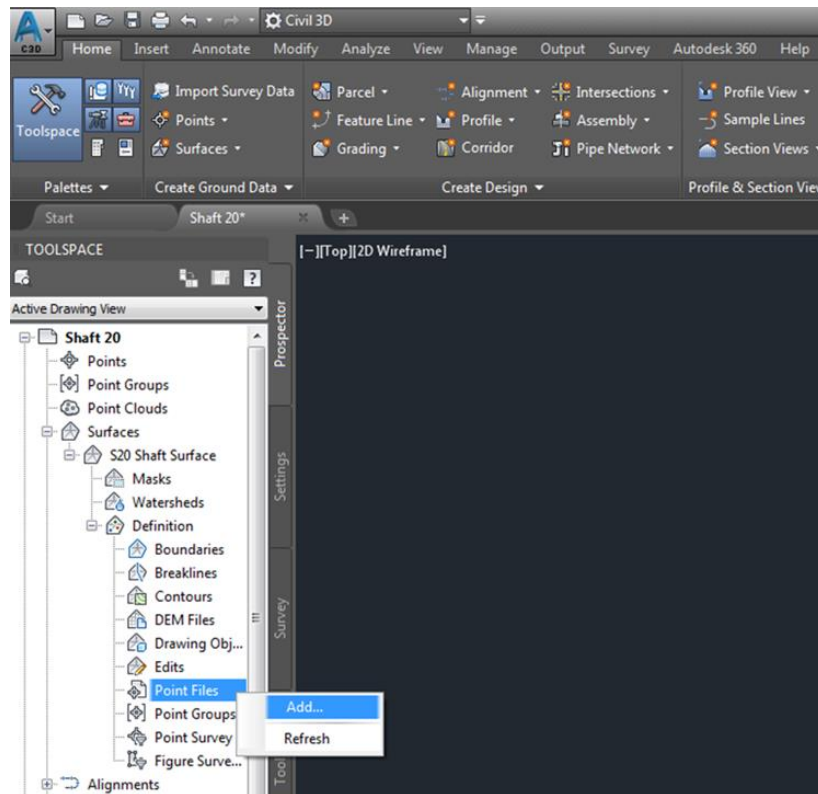 Civil 3D
C3D
Home Insert Annotate Modify Analyze View Manage Output Survey Autodesk 360 Help
Import Survey Data Parcel Alignment Intersections Profile View
Toolspace Points Feature Line Profile Assembly Sample Lines
Surfaces Grading Corridor Pipe Network Section Views
Palettes Create Ground Data Create Design Profile & Section Vie
Start Shaft 20*
TOOLSPACE
[−][Top][2D Wireframe]
Active Drawing View
Shaft 20
Points
Point Groups
Point Clouds
Surfaces
S20 Shaft Surface
Masks
Watersheds
Definition
Boundaries
Breaklines
Contours
DEM Files
Drawing Obj...
Edits
Point Files
Point Groups
Point Survey
Figure Surve...
Alignments
Add...
Refresh
Prospector
Settings
Survey
Tool